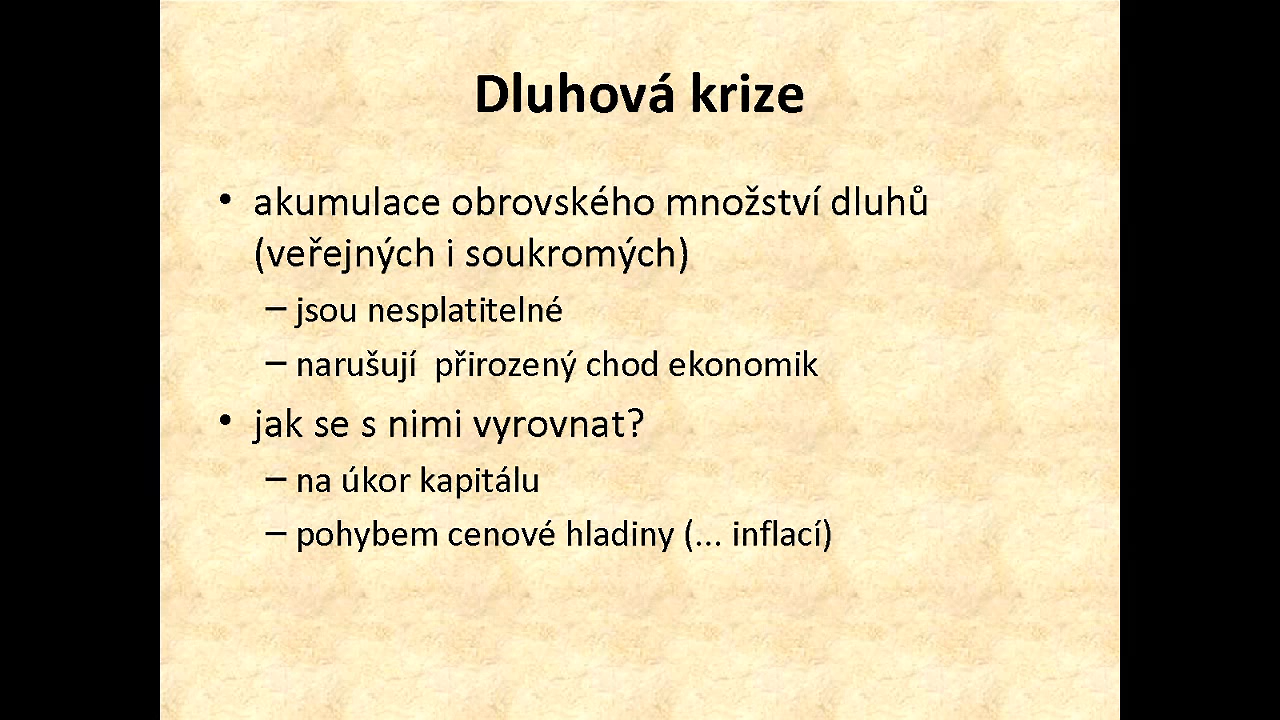 Dluhová krize
• akumulace obrovského množství dluhů
(veřejných i soukromých)
– jsou nesplatitelné
– narušují  přirozený chod ekonomik
• jak se s nimi vyrovnat?
– na úkor kapitálu
– pohybem cenové hladiny (... inflací)